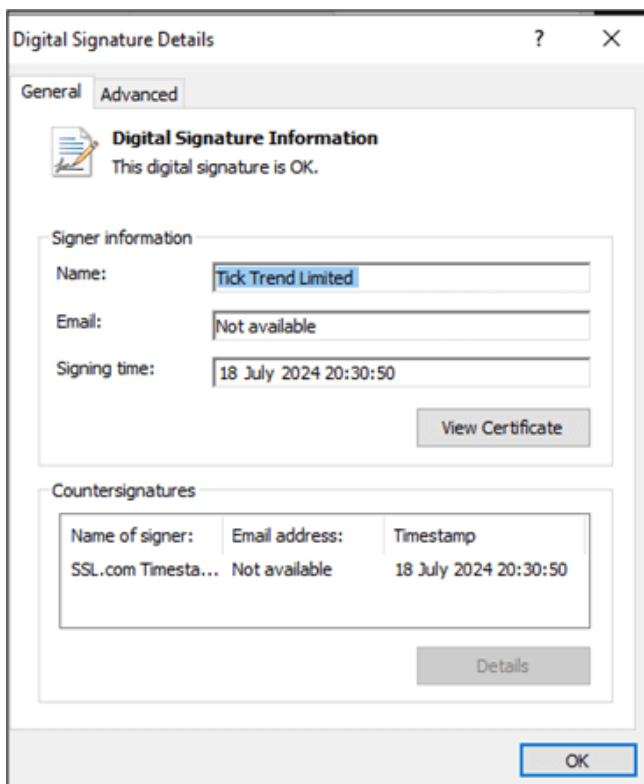 Digital Signature Details ?
General Advanced
Digital Signature Information
This digital signature is OK.
Signer information
Name: Tick Trend Limited
Email: Not available
Signing time: 18 July 2024 20:30:50
View Certificate
Countersignatures
Name of signer: Email address: Timestamp
SSL.com Timesta... Not available 18 July 2024 20:30:50
Details
OK